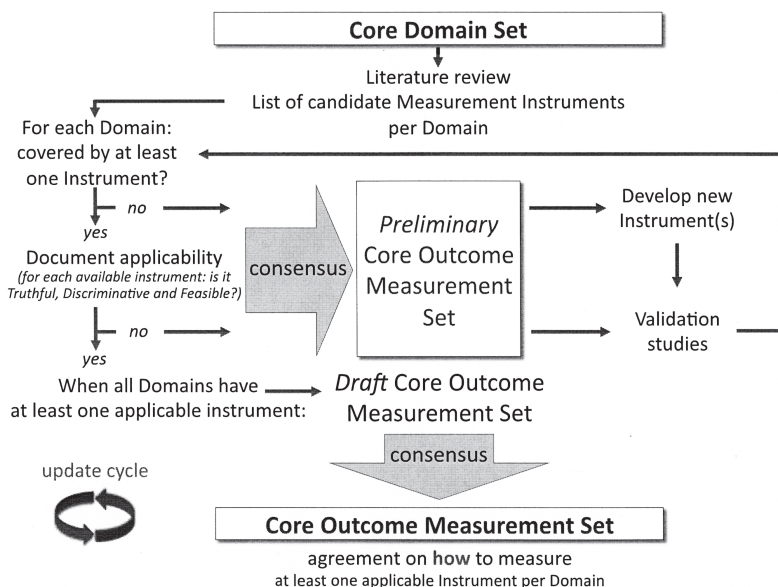 Core Domain Set
Literature review
List of candidate Measurement Instruments
per Domain
For each Domain:
covered by at least
one Instrument?
no
yes
Document applicability
(for each available instrument: is it
Truthful, Discriminative and Feasible?)
no
yes
When all Domains have
at least one applicable instrument:
consensus
Preliminary
Core Outcome
Measurement
Set
Develop new
Instrument(s)
Validation
studies
Draft Core Outcome
Measurement Set
consensus
update cycle
Core Outcome Measurement Set
agreement on how to measure
at least one applicable Instrument per Domain